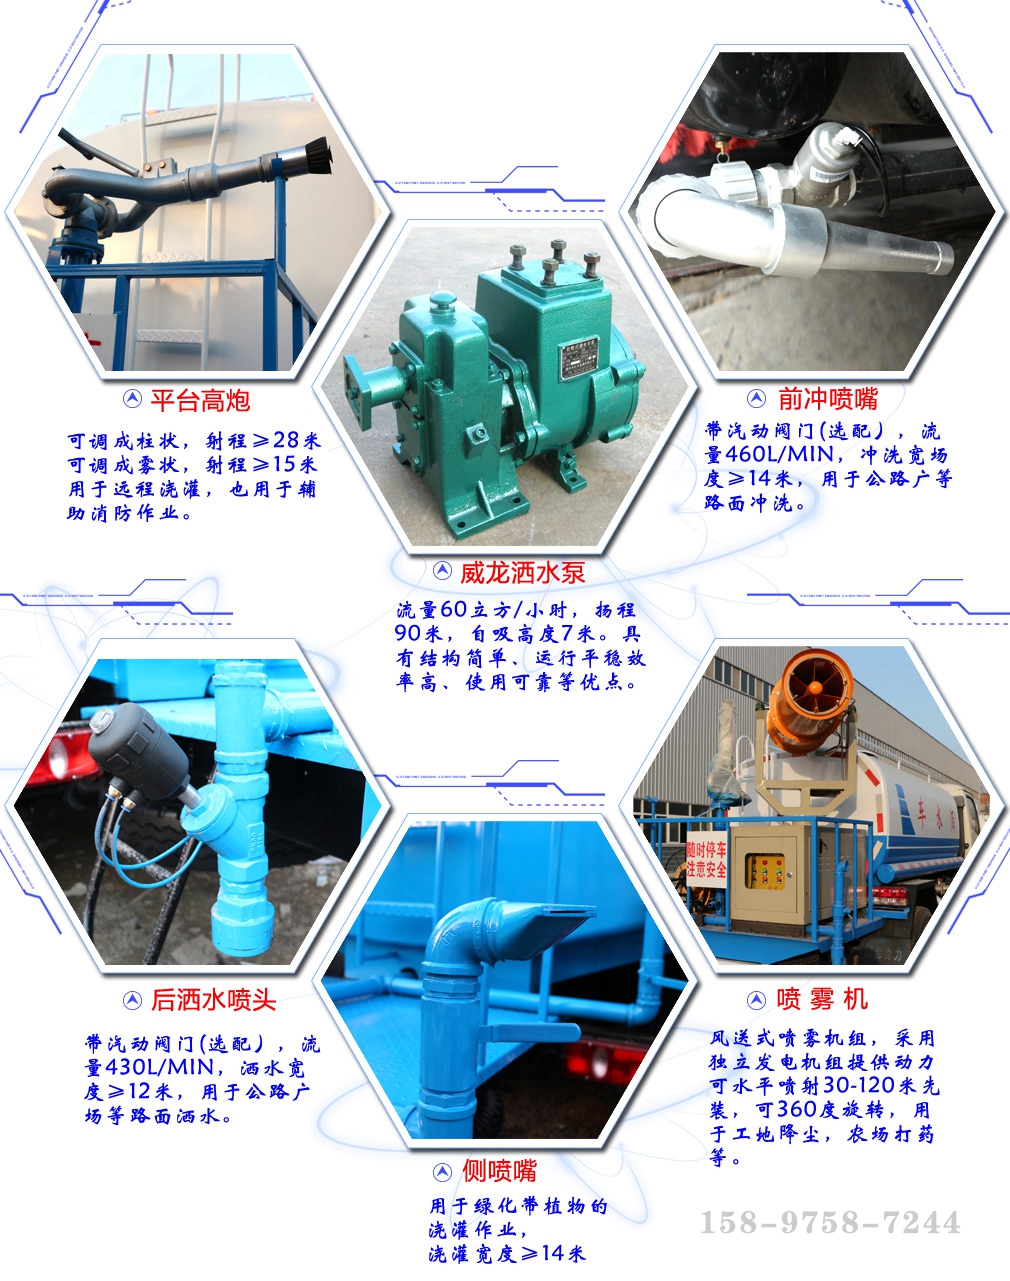 平台高炮
可调成柱状，射程≥28米
可调成雾状，射程≥15米
用于远程浇灌，也用于辅
助消防作业。
前冲喷嘴
带汽动阀门(选配），流
量460L/MIN，冲洗宽场
度≥14米，用于公路广等
路面冲洗。
威龙洒水泵
流量60立方/小时，扬程
90米，自吸高度7米。具
有结构简单、运行平稳效
率高、使用可靠等优点。
后洒水喷头
带汽动阀门(选配），流
量430L/MIN，洒水宽
度≥12米，用于公路广
场等路面洒水。
侧喷嘴
用于绿化带植物的
浇灌作业，
浇灌宽度≥14米
随时停车
注意安全
车水洒
喷雾机
风送式喷雾机组，采用
独立发电机组提供动力
可水平喷射30-120米先
装，可360度旋转，用
于工地降尘，农场打药
等。
158-9758-7244